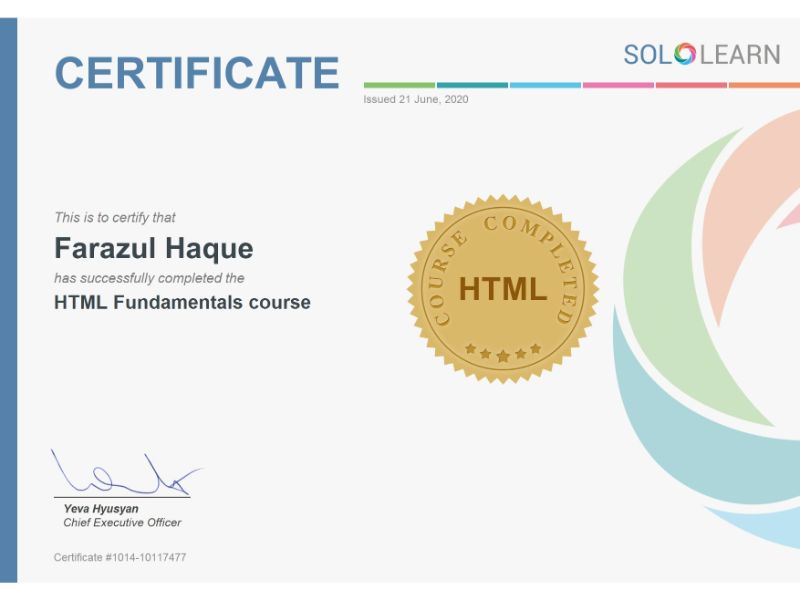 CERTIFICATE
SOLOLEARN
Issued 21 June, 2020
This is to certify that
Farazul Haque
has successfully completed the
HTML Fundamentals course
COURSE COMPLETED
HTML
Yeva Hyusyan
Chief Executive Officer
Certificate #1014-10117477